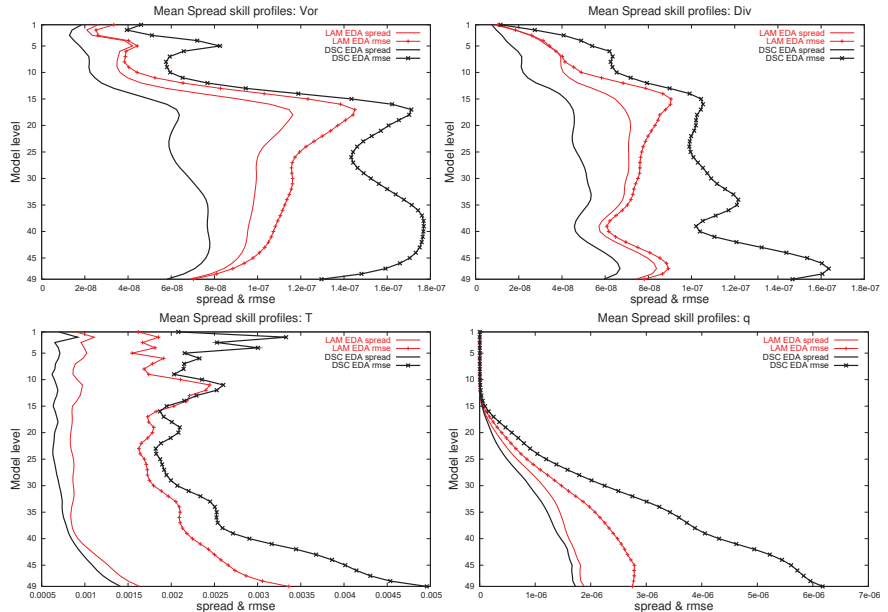 Mean Spread skill profiles: Vor
LAM EDA spread
LAM EDA rmse
DSC EDA spread
DSC EDA rmse
Model level
1
5
10
15
20
25
30
35
40
45
49
2e-08 4e-08 6e-08 8e-08 1e-07 1.2e-07 1.4e-07 1.6e-07 1.8e-07
spread & rmse
Mean Spread skill profiles: Div
LAM EDA spread
LAM EDA rmse
DSC EDA spread
DSC EDA rmse
Model level
1
5
10
15
20
25
30
35
40
45
49
0 2e-08 4e-08 6e-08 8e-08 1e-07 1.2e-07 1.4e-07 1.6e-07 1.8e-07
spread & rmse
Mean Spread skill profiles: T
LAM EDA spread
LAM EDA rmse
DSC EDA spread
DSC EDA rmse
Model level
1
5
10
15
20
25
30
35
40
45
49
0.0005 0.001 0.0015 0.002 0.0025 0.003 0.0035 0.004 0.0045 0.005
spread & rmse
Mean Spread skill profiles: q
LAM EDA spread
LAM EDA rmse
DSC EDA spread
DSC EDA rmse
Model level
1
5
10
15
20
25
30
35
40
45
49
0 1e-06 2e-06 3e-06 4e-06 5e-06 6e-06 7e-06
spread & rmse